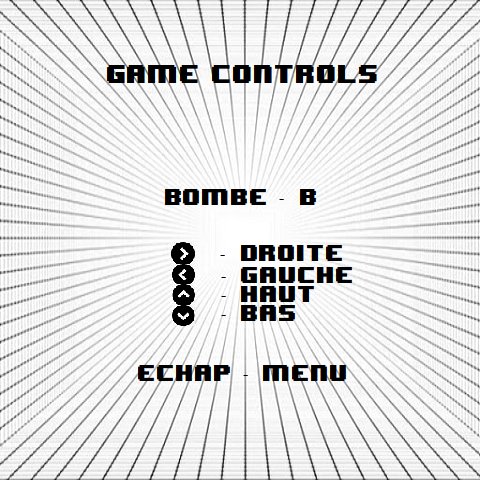 GAME CONTROLS
BOMBE - B
- DROITE
- GAUCHE
- HAUT
- BAS
ECHAP - MENU